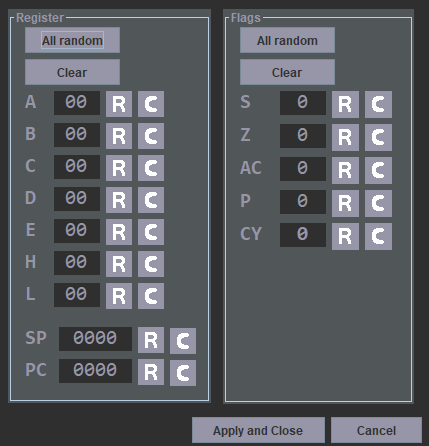 Register
All random
Clear
A 00 R C
B 00 R C
C 00 R C
D 00 R C
E 00 R C
H 00 R C
L 00 R C
SP 0000 R C
PC 0000 R C
Flags
All random
Clear
S 0 R C
Z 0 R C
AC 0 R C
P 0 R C
CY 0 R C
Apply and Close Cancel